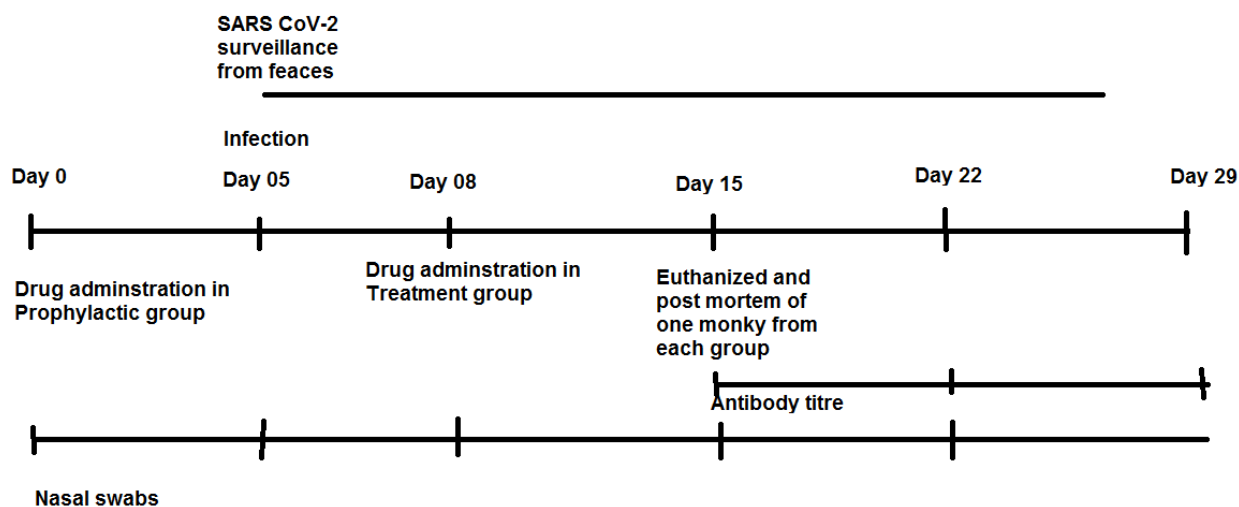 SARS CoV-2
surveillance
from feaces
Infection
Day 0
Day 05
Day 08
Day 15
Day 22
Day 29
Drug adminstration in
Prophylactic group
Drug adminstration in
Treatment group
Euthanized and
post mortem of
one monky from
each group
Antibody titre
Nasal swabs